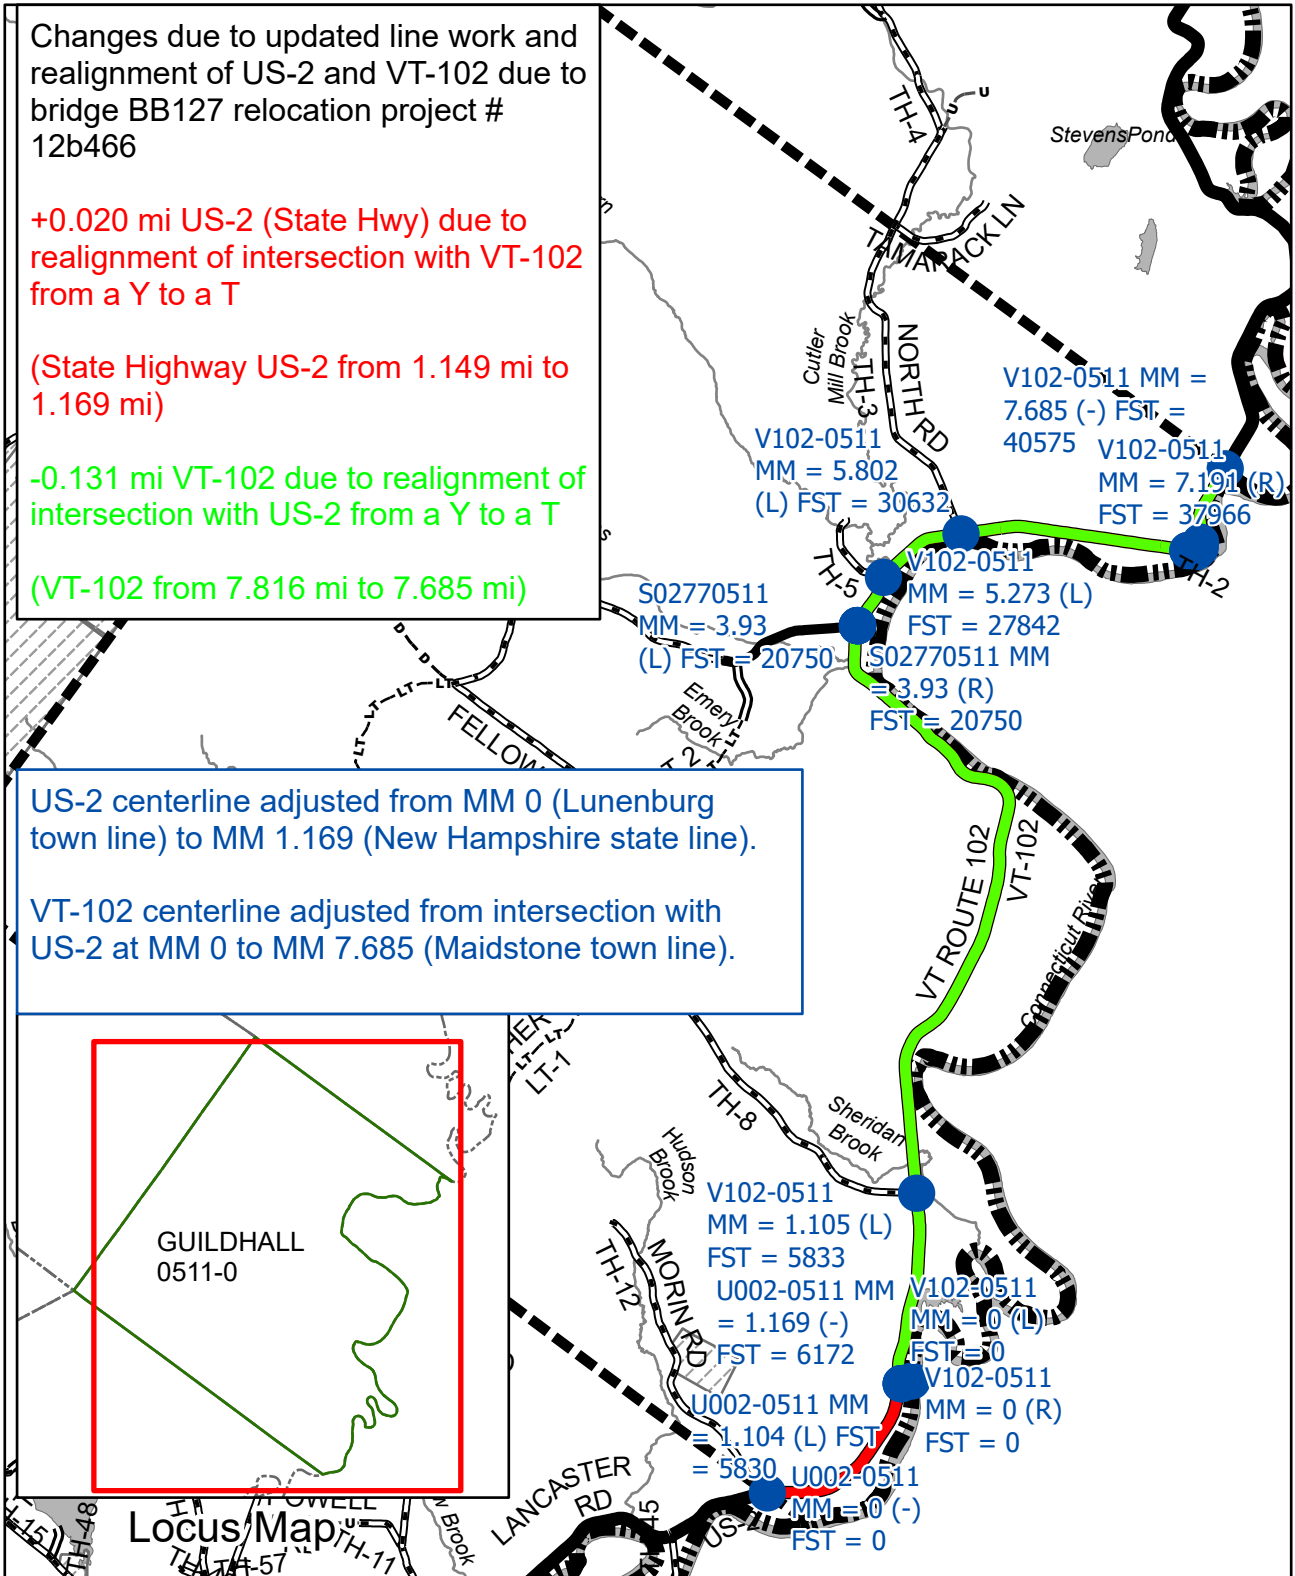 Changes due to updated line work and
realignment of US-2 and VT-102 due to
bridge BB127 relocation project #
12b466
+0.020 mi US-2 (State Hwy) due to
realignment of intersection with VT-102
from a Y to a T
(State Highway US-2 from 1.149 mi to
1.169 mi)
-0.131 mi VT-102 due to realignment of
intersection with US-2 from a Y to a T
(VT-102 from 7.816 mi to 7.685 mi)
TH-4
U
U
StevensPond
TAMARACK LN
Cutler
Mill Brook
TH-3
NORTH RD
V102-0511 MM =
7.685 (-) FST =
40575
V102-0511
MM = 7.191 (R)
FST = 37966
V102-0511
MM = 5.802
(L) FST = 30632
TH-5
TH-2
V102-0511
MM = 5.273 (L)
FST = 27842
S02770511
MM = 3.93
(L) FST = 20750
S02770511 MM
= 3.93 (R)
FST = 20750
D
D
LT
LT
LT
LT
Emery
Brook
LT
US-2 centerline adjusted from MM 0 (Lunenburg
town line) to MM 1.169 (New Hampshire state line).
VT-102 centerline adjusted from intersection with
US-2 at MM 0 to MM 7.685 (Maidstone town line).
VT ROUTE 102
VT-102
Connecticut River
LT
LT
LT-1
TH-8
Sheridan
Brook
Hudson
Brook
GUILDHALL
0511-0
V102-0511
MM = 1.105 (L)
FST = 5833
TH-12
MORIN RD
U002-0511 MM
= 1.169 (-)
FST = 6172
V102-0511
MM = 0 (L)
FST = 0
V102-0511
MM = 0 (R)
FST = 0
U002-0511 MM
= 1.104 (L) FST
= 5830
U002-0511
MM = 0 (-)
FST = 0
LANCASTER
RD
US-2
POWELL
Locus Map
U
TH-11
TH-48
Brook